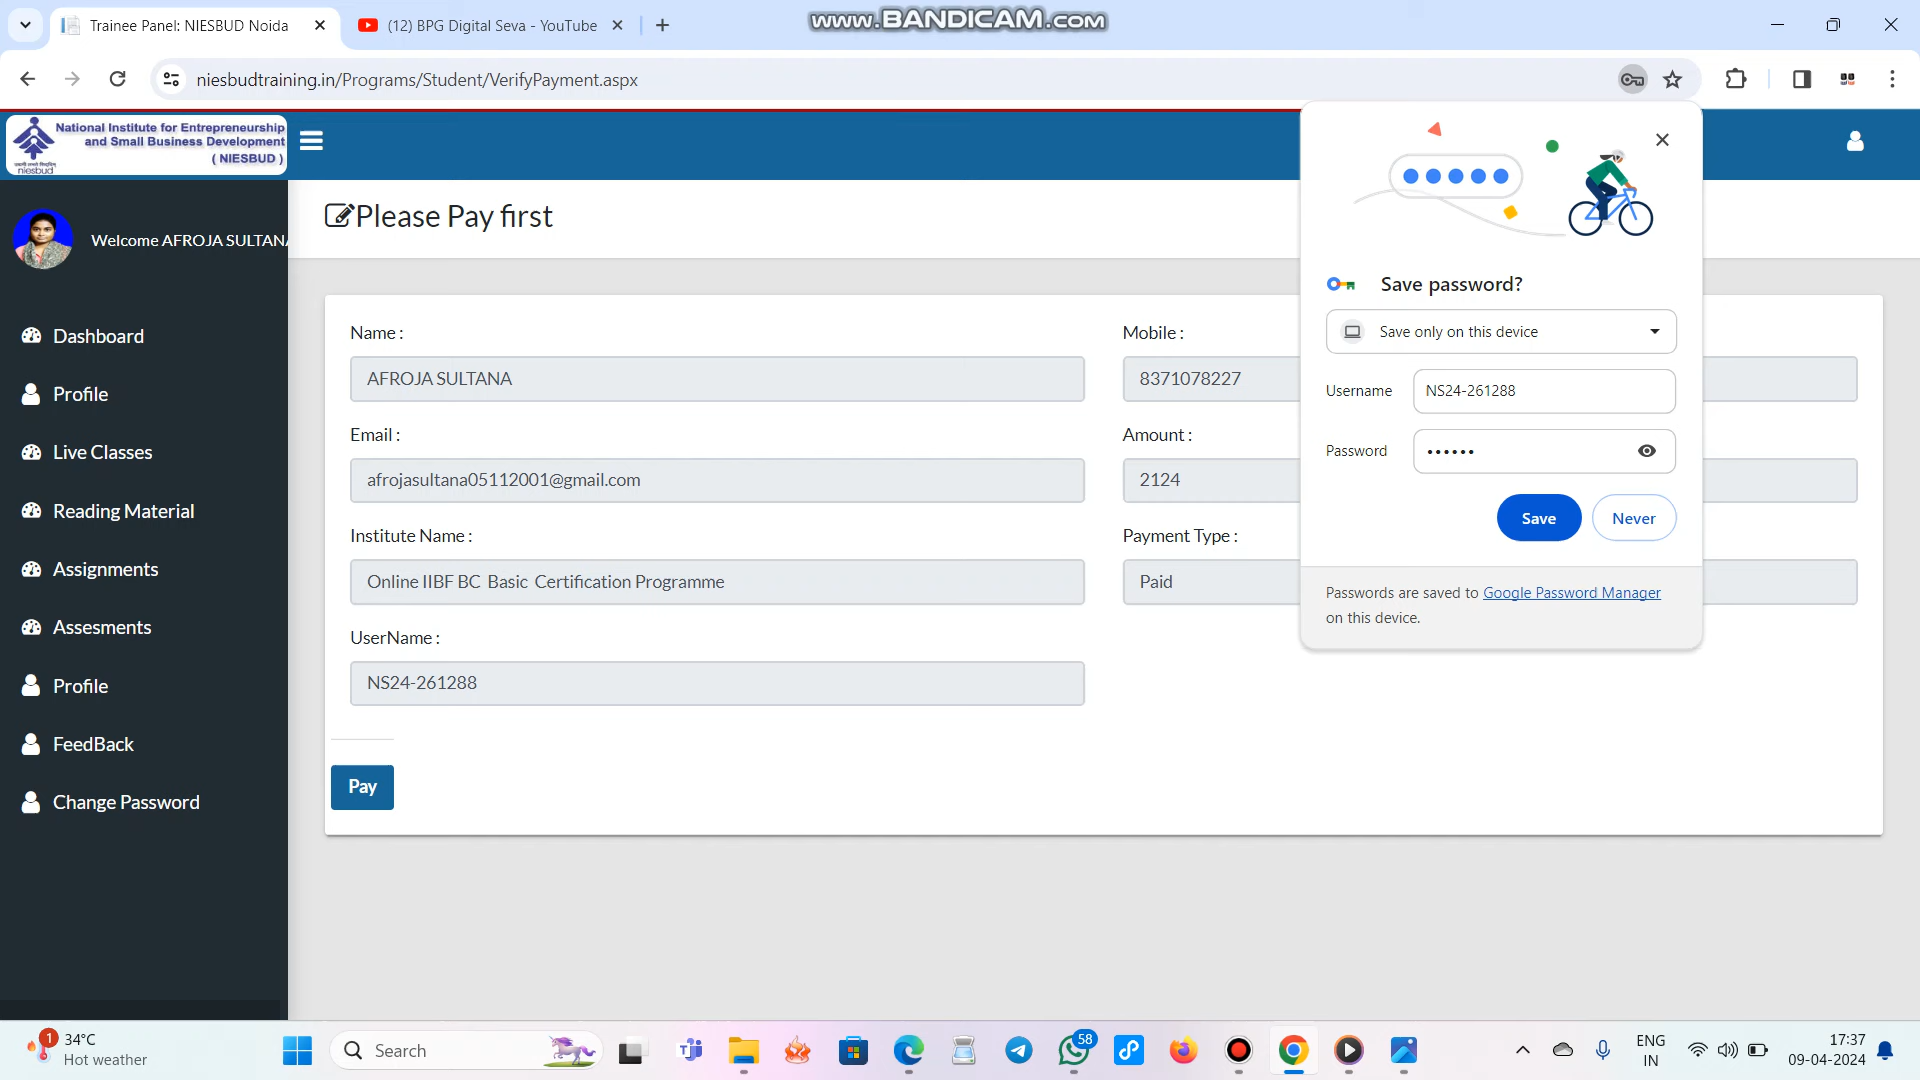 Trainee Panel: NIESBUD Noida
(12) BPG Digital Seva - YouTube
www.BANDICAM.com
niesbudtraining.in/Programs/Student/VerifyPayment.aspx
National Institute for Entrepreneurship
and Small Business Development
( NIESBUD )
niesbud
Welcome AFROJA SULTANA
Dashboard
Profile
Live Classes
Reading Material
Assignments
Assesments
Profile
FeedBack
Change Password
Please Pay first
Name :
AFROJA SULTANA
Mobile :
8371078227
Email :
afrojasultana05112001@gmail.com
Amount :
2124
Institute Name :
Online IIBF BC Basic Certification Programme
Payment Type :
Paid
UserName :
NS24-261288
Pay
Save password?
Save only on this device
Username
NS24-261288
Password
••••••
Save
Never
Passwords are saved to Google Password Manager
on this device.
1
34°C
Hot weather
Search
58
ENG
IN
17:37
09-04-2024